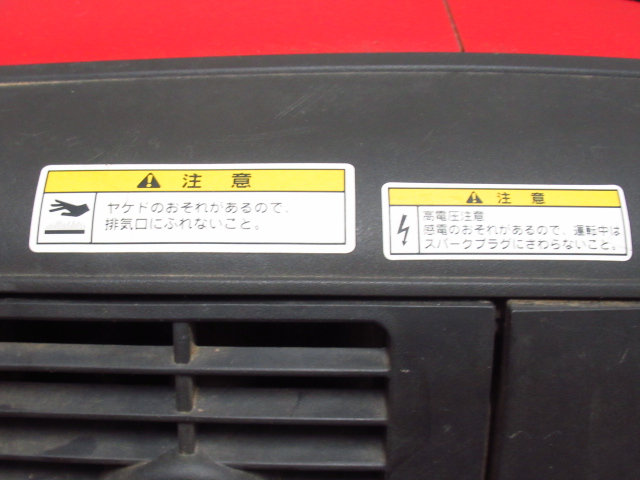 注意
ヤケドのおそれがあるので、
排気口にふれないこと。
注意
高電圧注意
感電のおそれがあるので、運転中は
スパークプラグにさわらないこと。